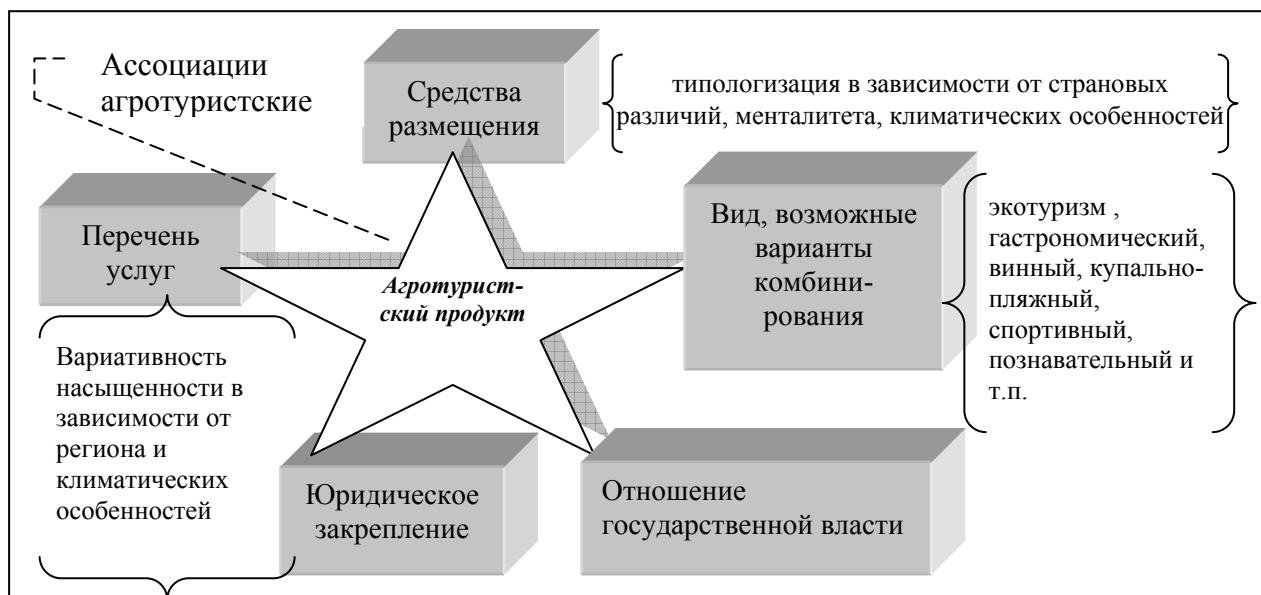 Ассоциации
агротуристские
Средства
размещения
типологизация в зависимости от страновых
различий, менталитета, климатических особенностей
Перечень
услуг
Вид, возможные
варианты
комбини-
рования
экотуризм ,
гастрономический,
винный, купально-
пляжный,
спортивный,
познавательный и
т.п.
Агротурист-
ский продукт
Вариативность
насыщенности в
зависимости от
региона и
климатических
особенностей
Юридическое
закрепление
Отношение
государственной власти